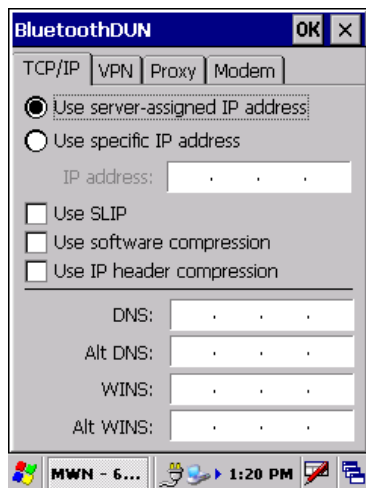 BluetoothDUN OK ×
TCP/IP VPN Proxy Modem
Use server-assigned IP address
Use specific IP address
IP address: . . .
Use SLIP
Use software compression
Use IP header compression
DNS: . . .
Alt DNS: . . .
WINS: . . .
Alt WINS: . . .
MWN - 6... 1:20 PM